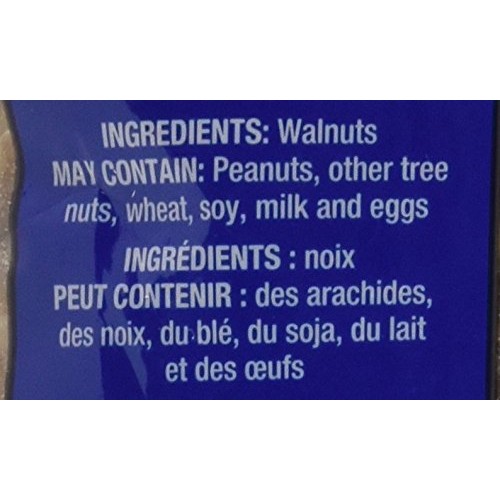 INGREDIENTS: Walnuts
MAY CONTAIN: Peanuts, other tree
nuts, wheat, soy, milk and eggs
INGRÉDIENTS : noix
PEUT CONTENIR : des arachides,
des noix, du blé, du soja, du lait
et des œufs